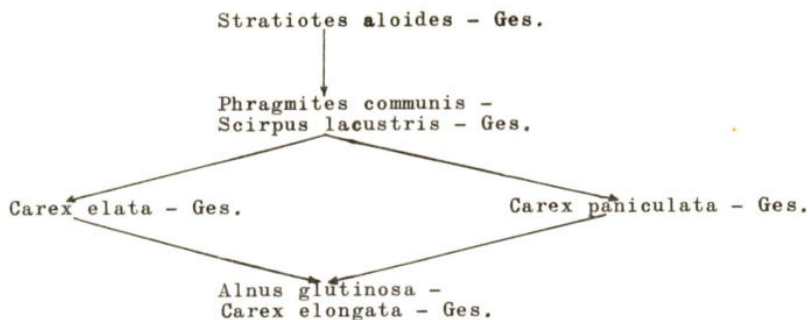 Stratiotes aloides – Ges.
Phragmites communis –
Scirpus lacustris – Ges.
Carex elata – Ges.
Carex paniculata – Ges.
Alnus glutinosa –
Carex elongata – Ges.